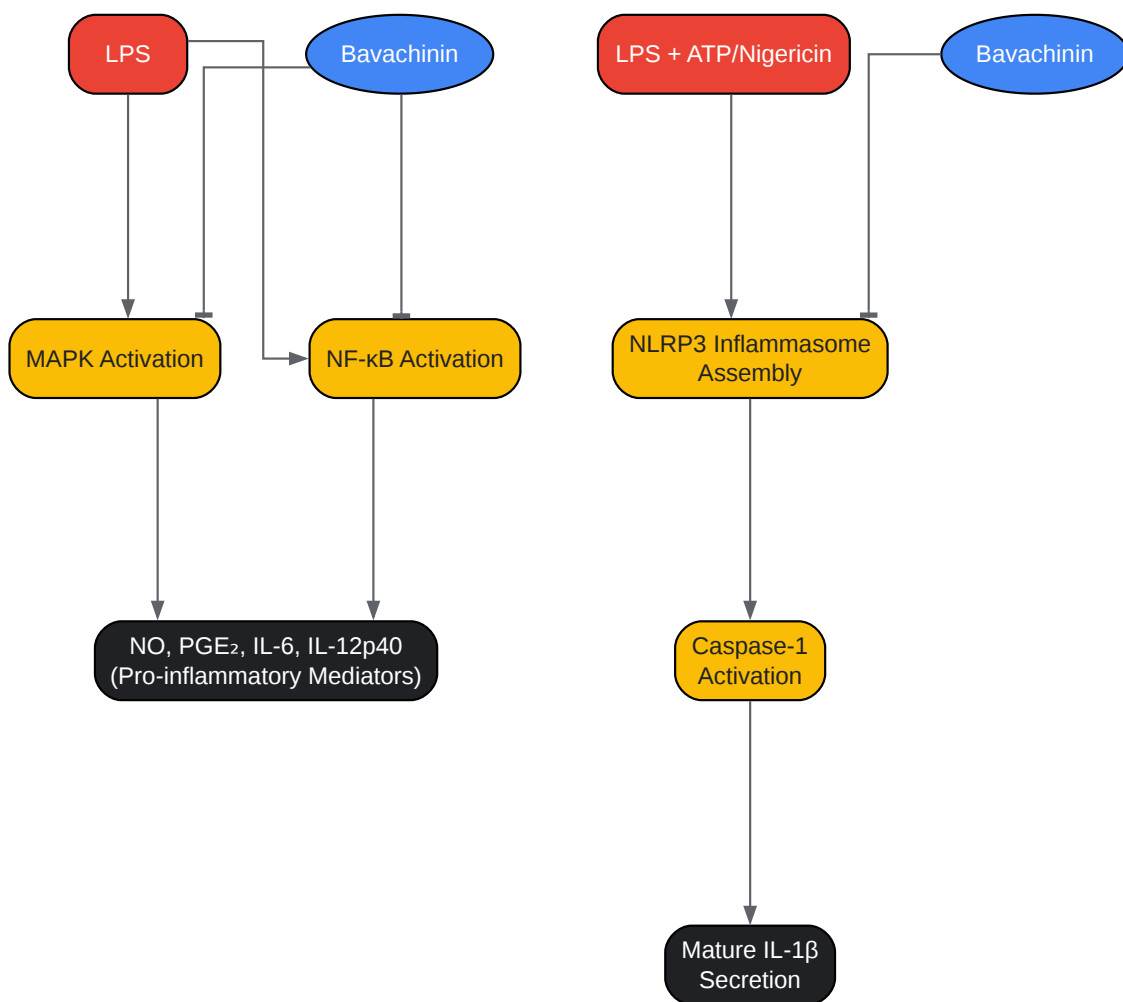 LPS
Bavachinin
LPS + ATP/Nigericin
Bavachinin
MAPK Activation
NF-κB Activation
NLRP3 Inflammasome
Assembly
NO, PGE₂, IL-6, IL-12p40
(Pro-inflammatory Mediators)
Caspase-1
Activation
Mature IL-1β
Secretion